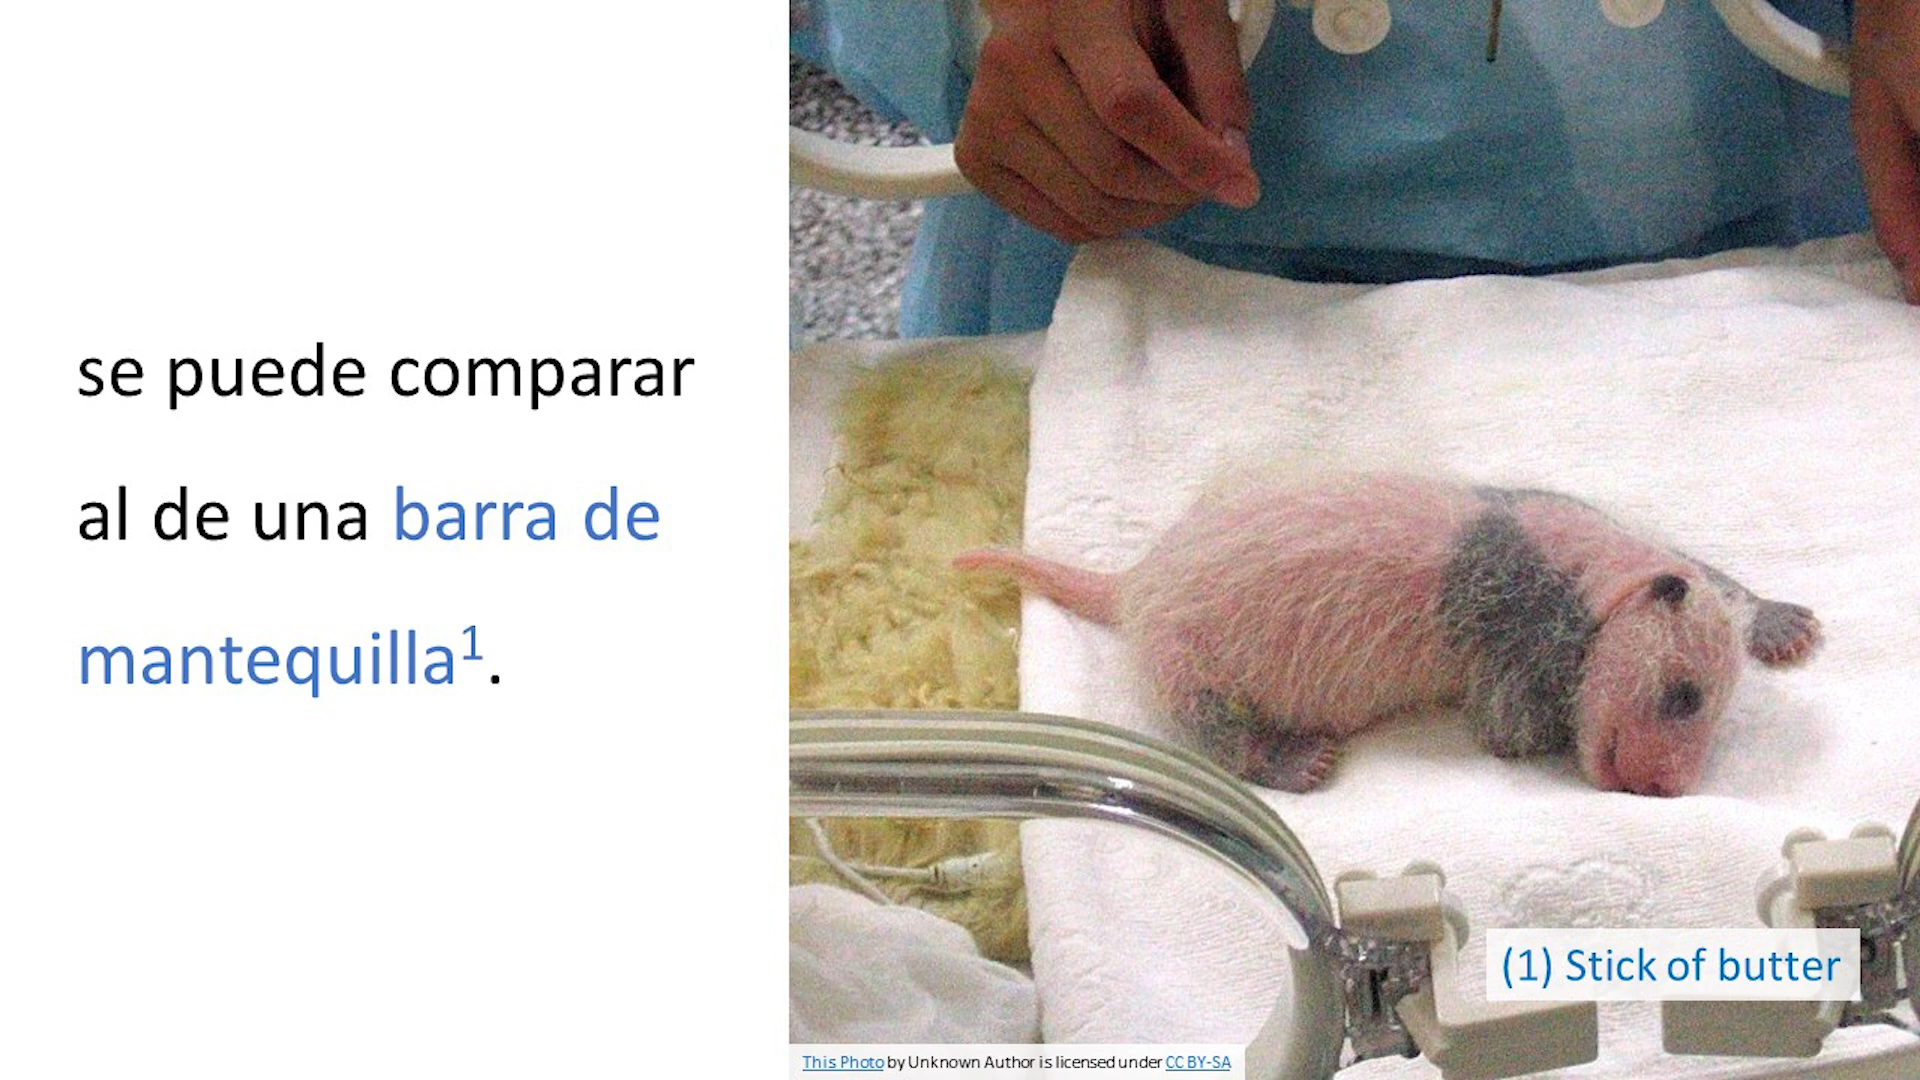 se puede comparar
al de una barra de
mantequilla¹.
(1) Stick of butter
This Photo by Unknown Author is licensed under CC BY-SA